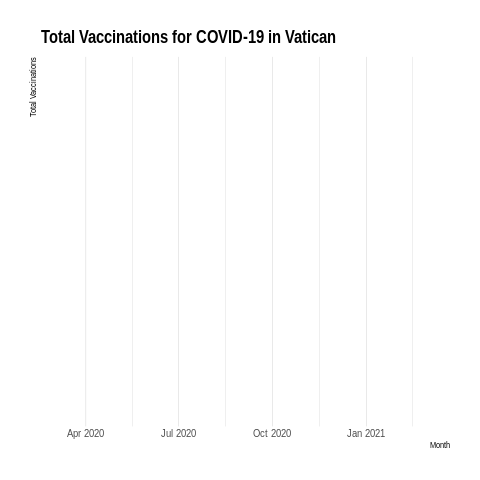 Total Vaccinations for COVID-19 in Vatican
Total Vaccinations
Apr 2020
Jul 2020
Oct 2020
Jan 2021
Month